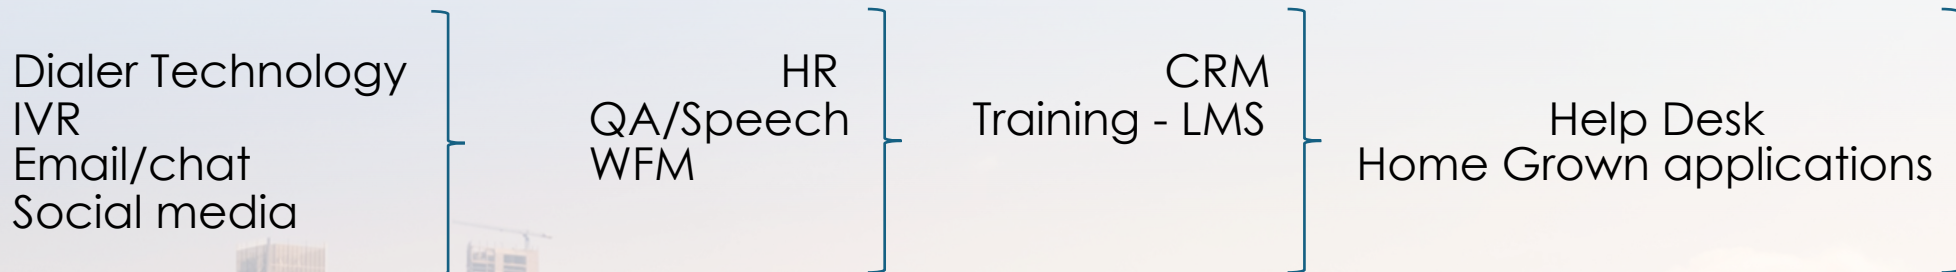 Dialer Technology
IVR
Email/chat
Social media
HR
QA/Speech
WFM
CRM
Training - LMS
Help Desk
Home Grown applications